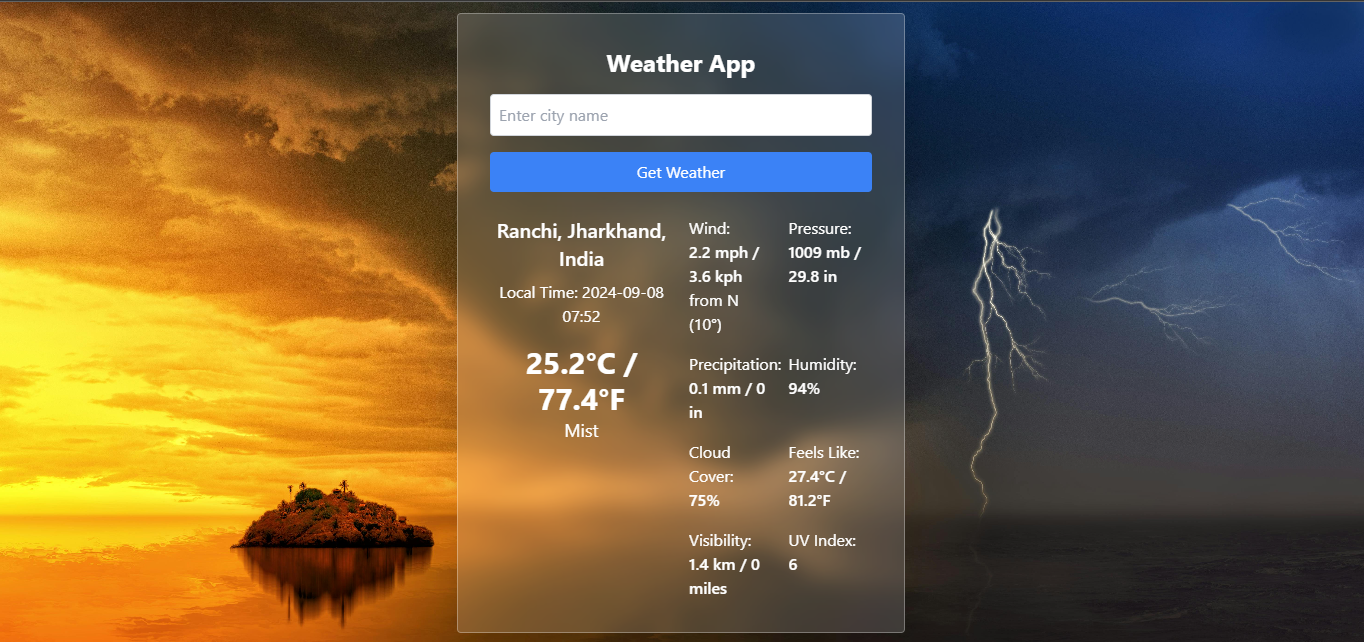 Weather App
Enter city name
Get Weather
Ranchi, Jharkhand,
India
Local Time: 2024-09-08
07:52
25.2°C /
77.4°F
Mist
Wind:
2.2 mph /
3.6 kph
from N
(10°)
Pressure:
1009 mb /
29.8 in
Precipitation:
0.1 mm / 0
in
Humidity:
94%
Cloud
Cover:
75%
Feels Like:
27.4°C /
81.2°F
Visibility:
1.4 km / 0
miles
UV Index:
6